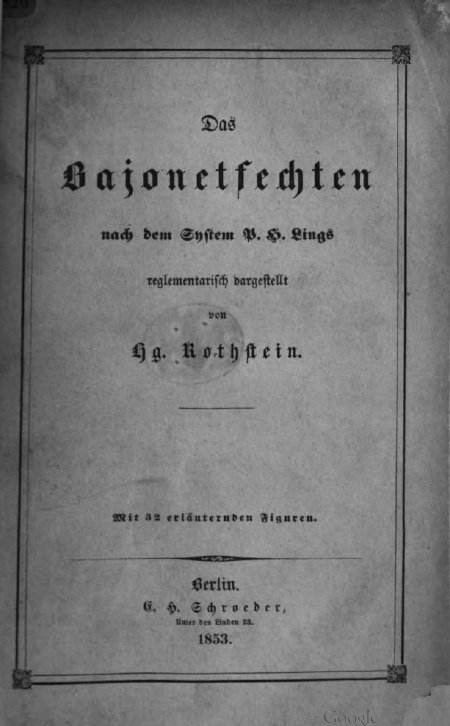 Das
Bajonetfechten
nach dem System P. H. Lings
reglementarisch dargestellt
von
Hg. Rothstein.
Mit 32 erläuternden Figuren.
Berlin.
E. H. Schroeder,
Unter den Linden 23.
1853.
Google